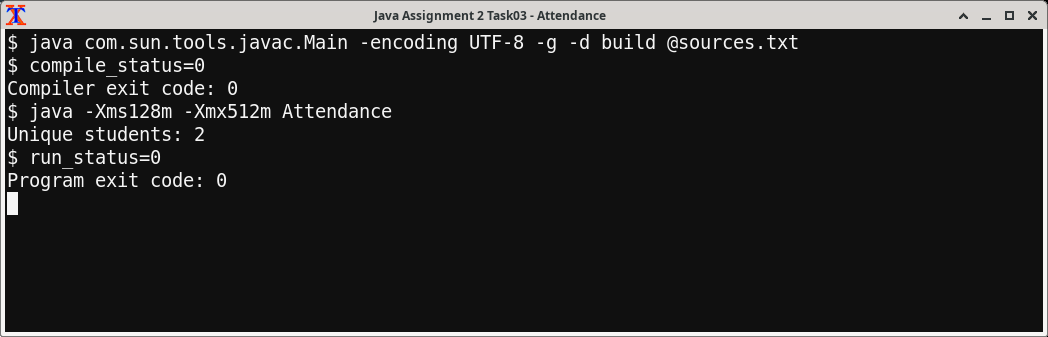 Java Assignment 2 Task03 - Attendance
$ java com.sun.tools.javac.Main -encoding UTF-8 -g -d build @sources.txt
$ compile_status=0
Compiler exit code: 0
$ java -Xms128m -Xmx512m Attendance
Unique students: 2
$ run_status=0
Program exit code: 0